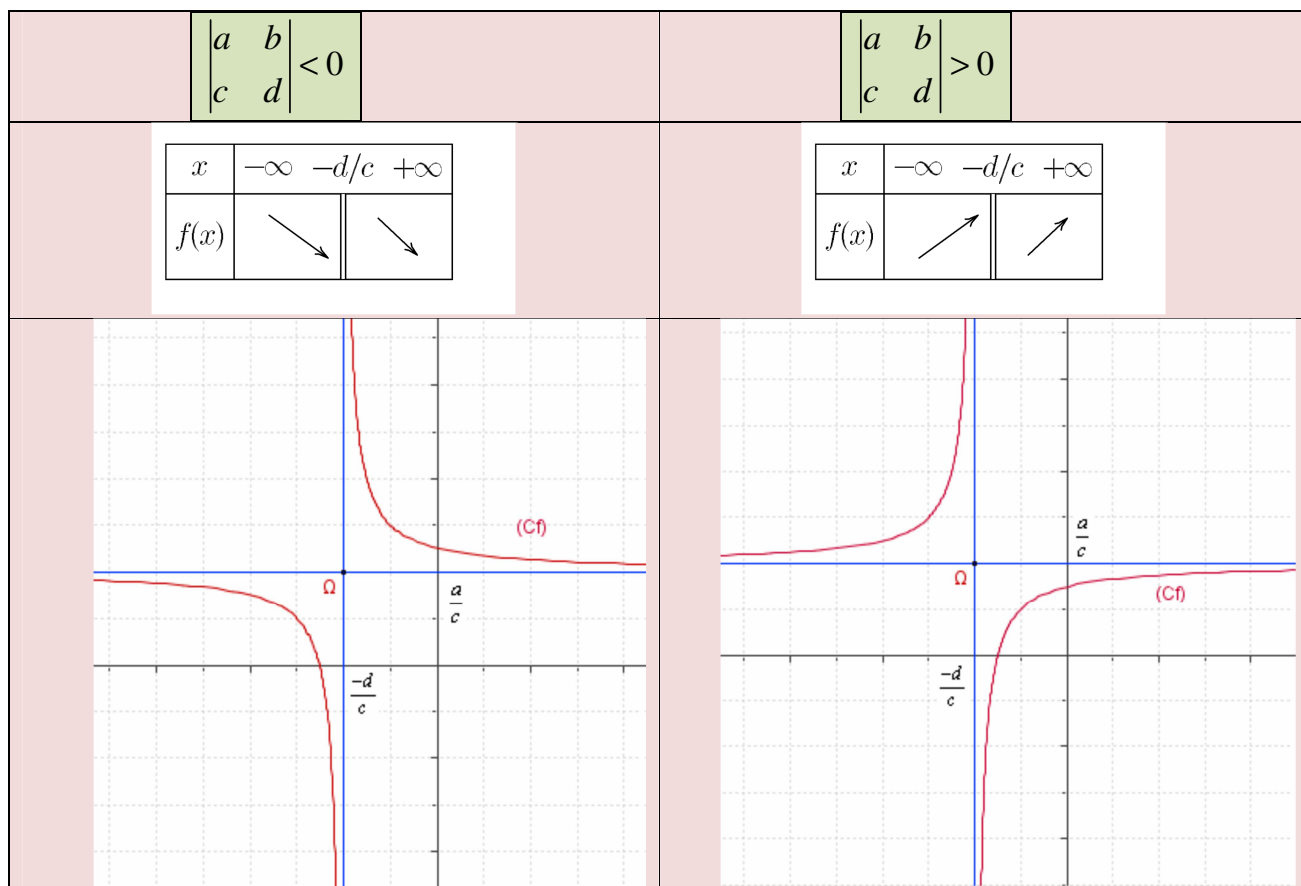 |a b| < 0
|c d|
|a b| > 0
|c d|
x −∞ −d/c +∞
f(x)
x −∞ −d/c +∞
f(x)
(Cf)
Ω
a/c
-d/c
a/c
Ω
(Cf)
-d/c